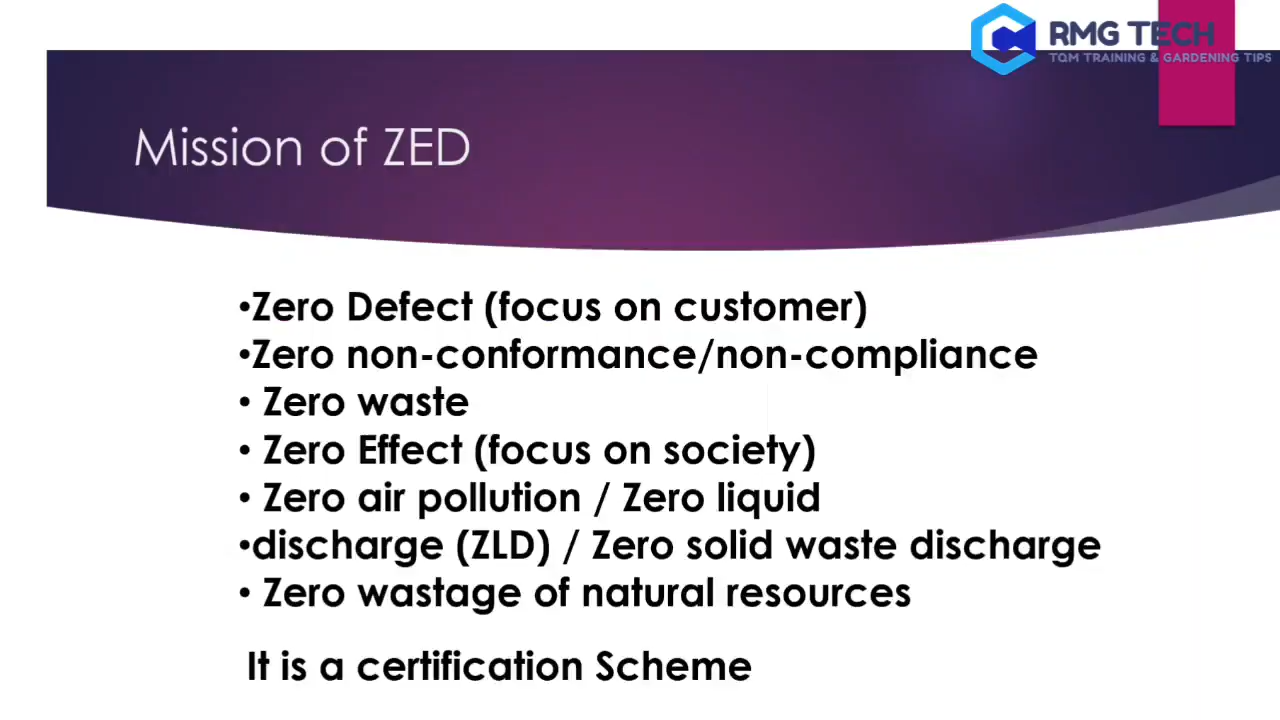 RMG TECH
TQM TRAINING & GARDENING TIPS
Mission of ZED
•Zero Defect (focus on customer)
•Zero non-conformance/non-compliance
• Zero waste
• Zero Effect (focus on society)
• Zero air pollution / Zero liquid
•discharge (ZLD) / Zero solid waste discharge
• Zero wastage of natural resources
It is a certification Scheme